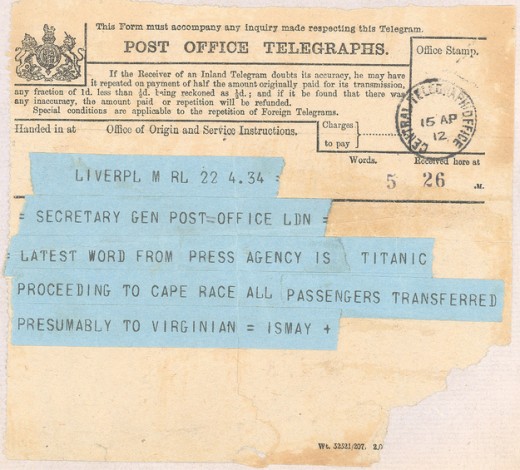 This Form must accompany any Inquiry made respecting this Telegram.
POST OFFICE TELEGRAPHS.
If the Receiver of an Inland Telegram doubts its accuracy, he may have
it repeated on payment of half the amount originally paid for its transmission,
any fraction of 1d. less than ½d. being reckoned as ½d.; and if it be found that there was
any inaccuracy, the amount paid for repetition will be refunded.
Special conditions are applicable to the repetition of Foreign Telegrams.
Office Stamp.
CENTRAL TELEGRAPH OFFICE
15 AP
12
Handed in at
Office of Origin and Service Instructions.
Charges
to pay
Words.
Received here at
5 26 .M.
LIVERPL M RL 22 4.34 =
= SECRETARY GEN POST=OFFICE LDN =
= LATEST WORD FROM PRESS AGENCY IS TITANIC
PROCEEDING TO CAPE RACE ALL PASSENGERS TRANSFERRED
PRESUMABLY TO VIRGINIAN = ISMAY +
Wt. 52521/207.